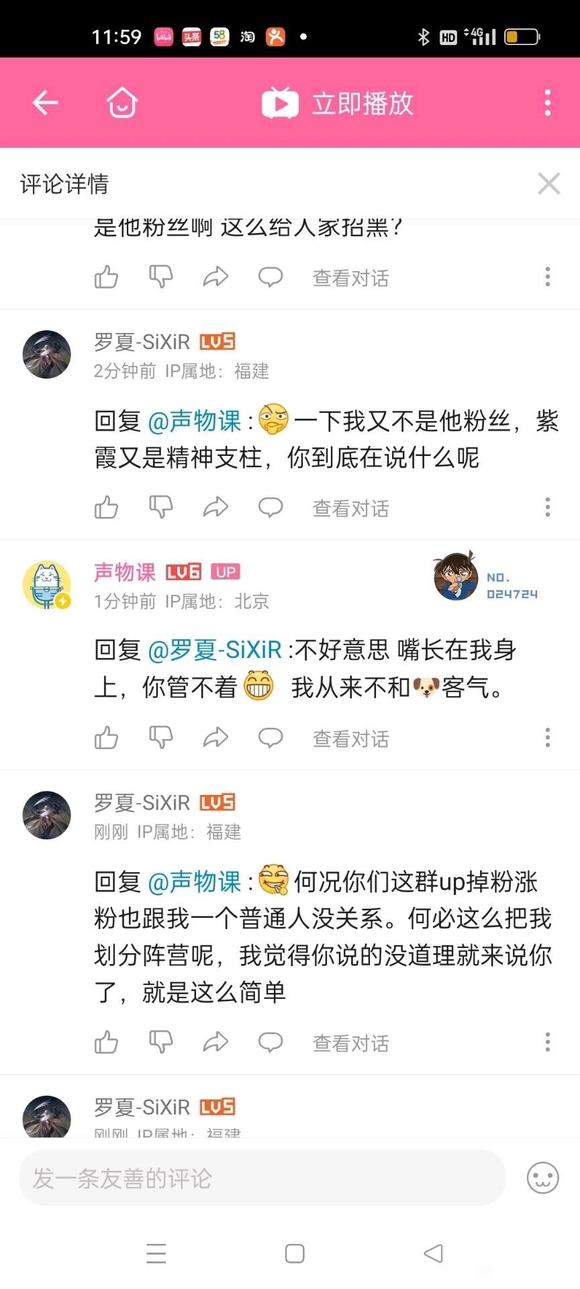 11:59
头条
58
淘
HD
4G
立即播放
评论详情
是他粉丝啊 这么给人家招黑?
查看对话
罗夏-SiXiR LV5
2分钟前 IP属地：福建
回复 @声物课 : 一下我又不是他粉丝，紫
霞又是精神支柱，你到底在说什么呢
查看对话
声物课 LV6 UP
NO.
024724
1分钟前 IP属地：北京
回复 @罗夏-SiXiR :不好意思 嘴长在我身
上，你管不着 我从来不和客气。
查看对话
罗夏-SiXiR LV5
刚刚 IP属地：福建
回复 @声物课 : 何况你们这群up掉粉涨
粉也跟我一个普通人没关系。何必这么把我
划分阵营呢，我觉得你说的没道理就来说你
了，就是这么简单
查看对话
罗夏-SiXiR LV5
刚刚 IP属地：福建
发一条友善的评论